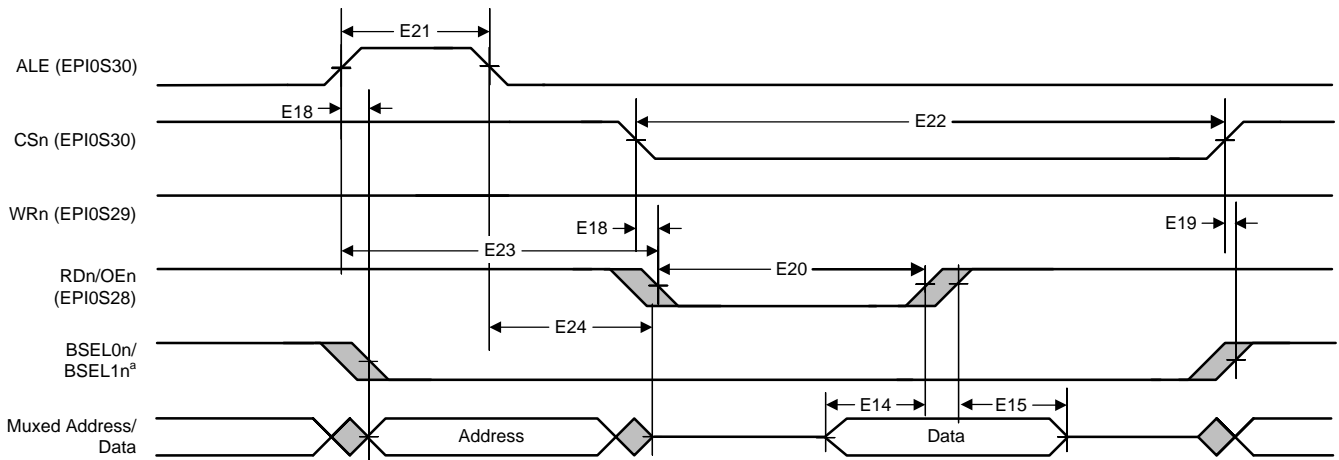 E21
ALE (EPI0S30)
E18
CSn (EPI0S30)
E22
WRn (EPI0S29)
E18
E19
E23
RDn/OEn
(EPI0S28)
E20
E24
BSEL0n/
BSEL1nᵃ
E14
E15
Muxed Address/
Data
Address
Data